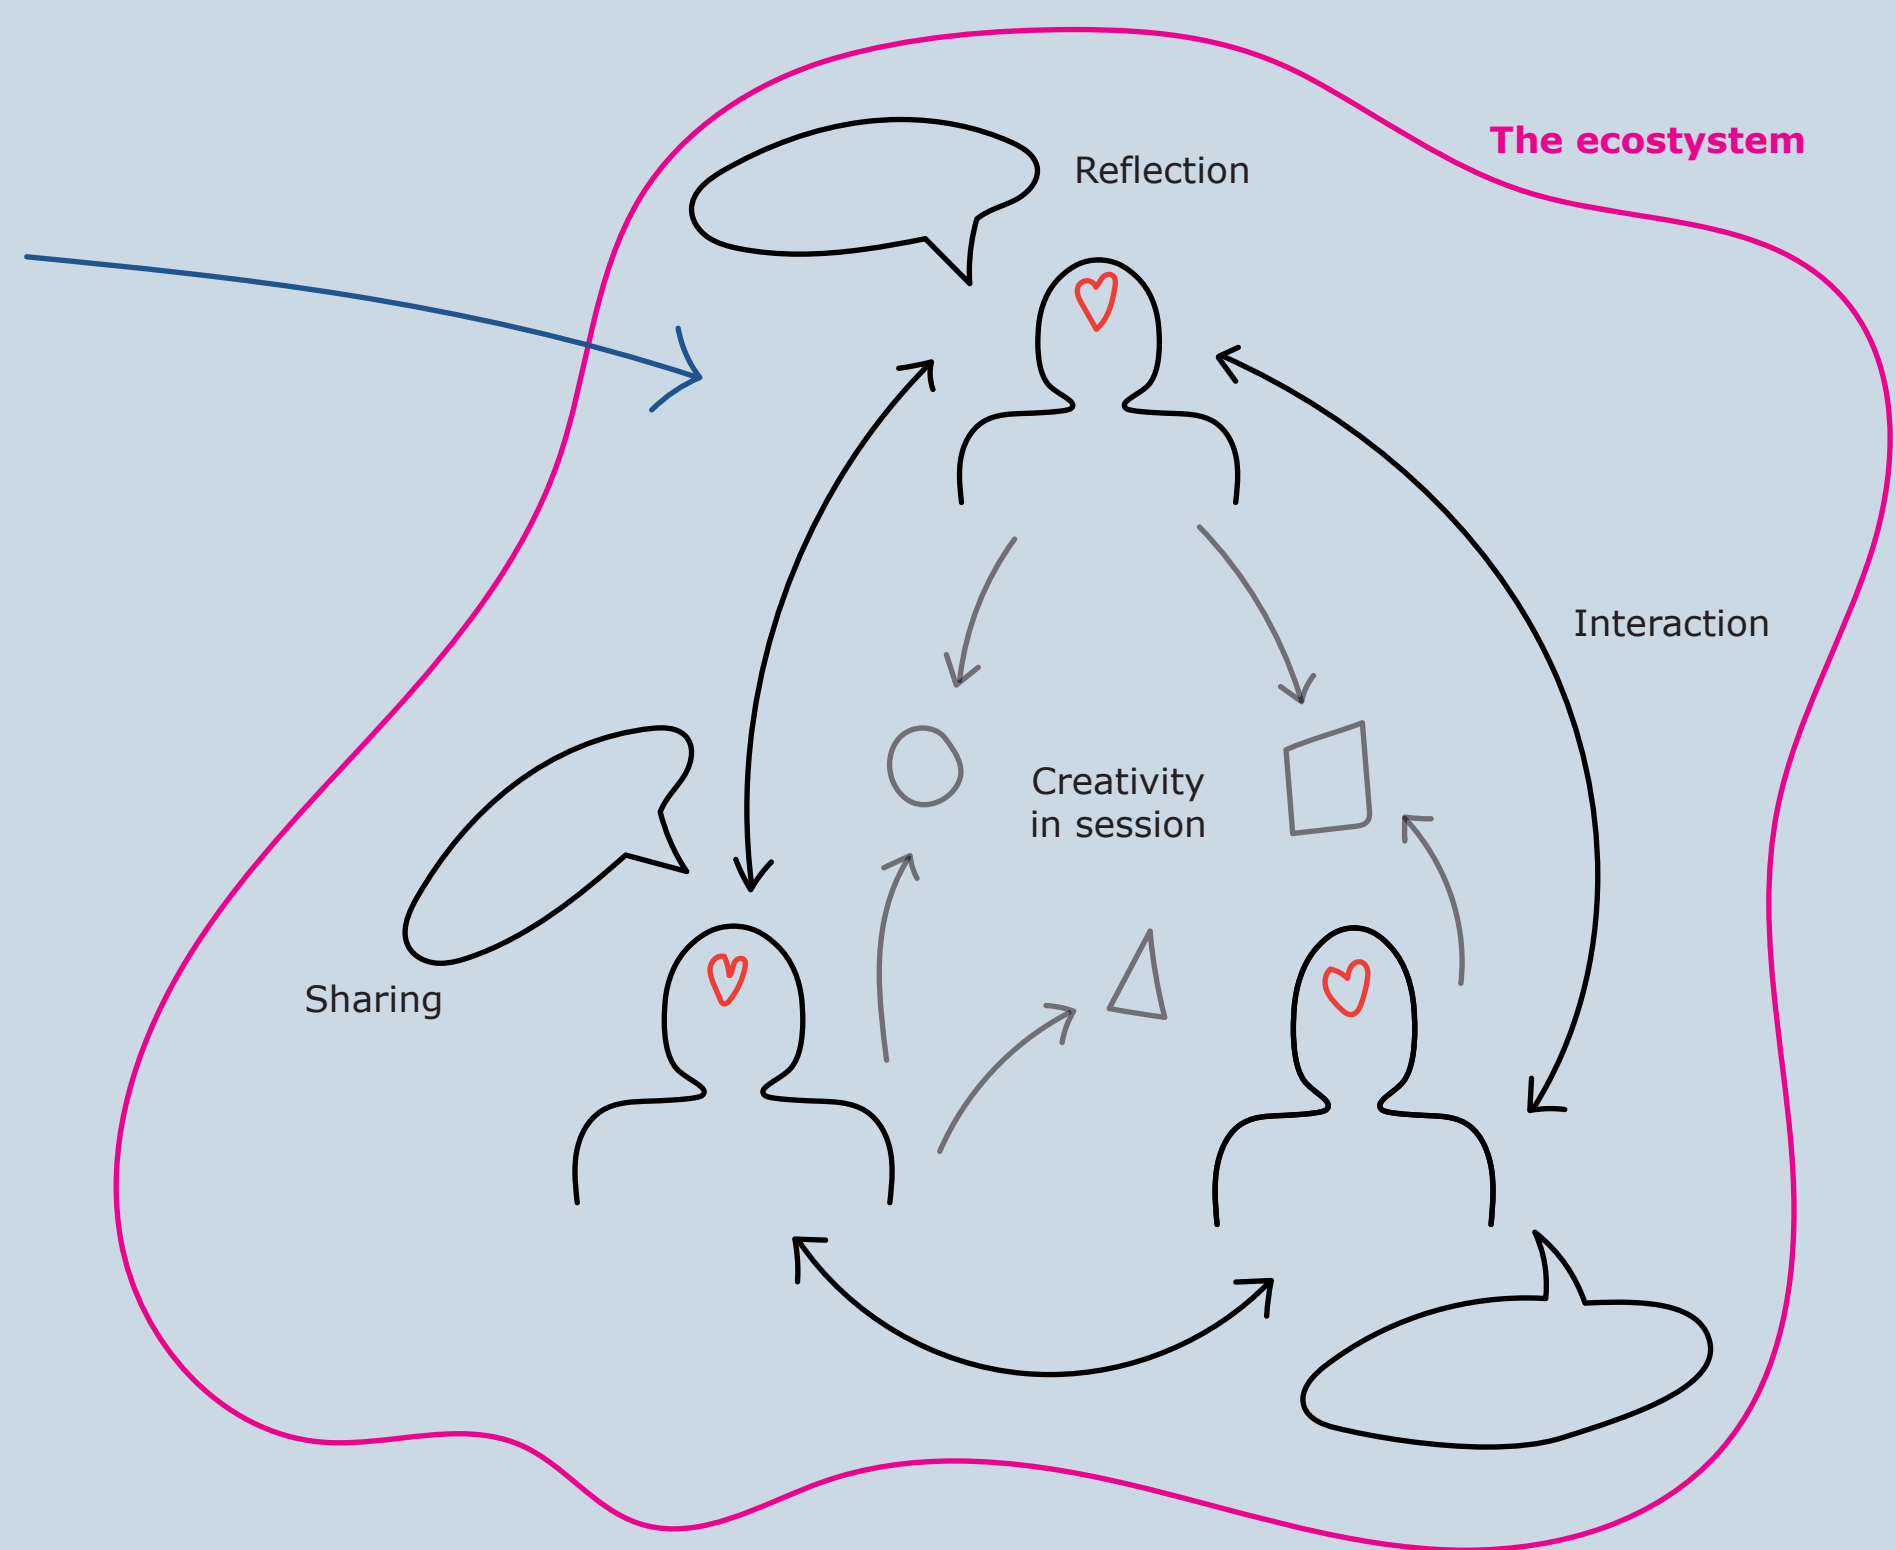 The ecostystem
Reflection
Interaction
Creativity
in session
Sharing